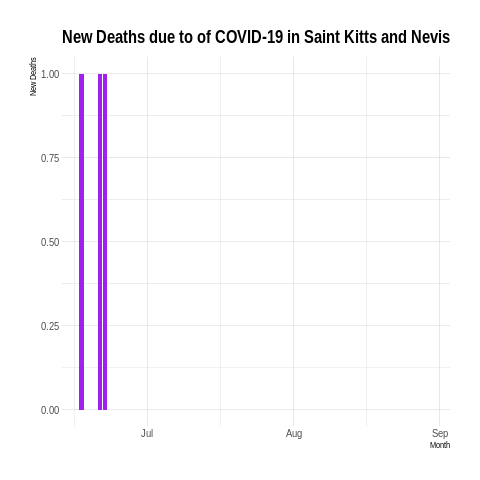 New Deaths due to of COVID-19 in Saint Kitts and Nevis
New Deaths
1.00
0.75
0.50
0.25
0.00
Jul
Aug
Sep
Month